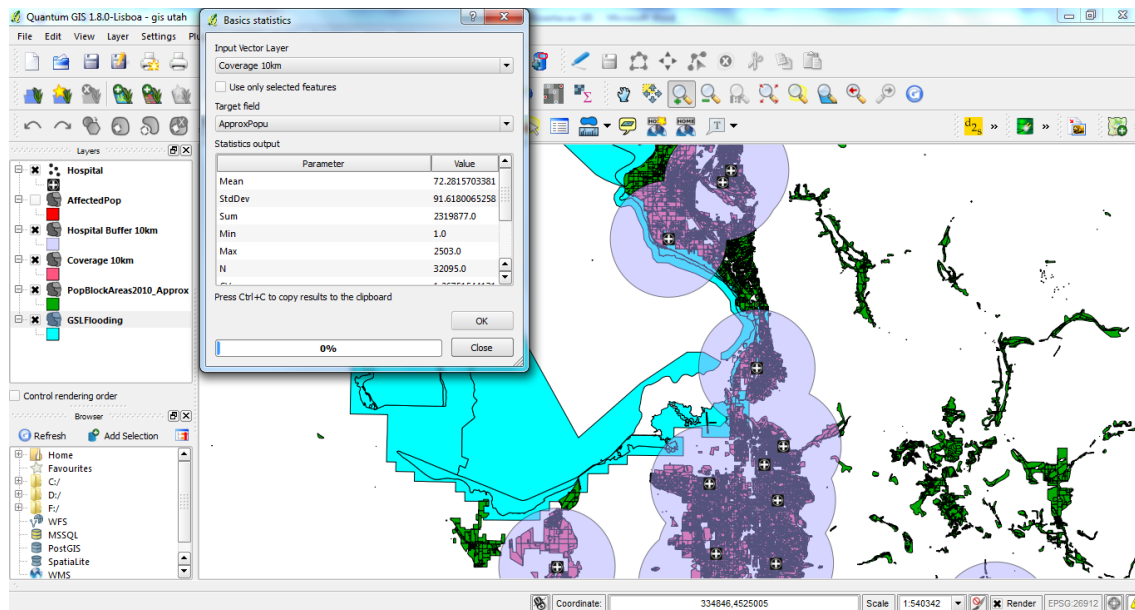 Quantum GIS 1.8.0-Lisboa - gis utah
File Edit View Layer Settings
Basics statistics
Input Vector Layer
Coverage 10km
Use only selected features
Target field
ApproxPopu
Statistics output
Parameter Value
Mean 72.2815703381
StdDev 91.6180065258
Sum 2319877.0
Min 1.0
Max 2503.0
N 32095.0
Press Ctrl+C to copy results to the clipboard
OK
0%
Close
Layers
Hospital
AffectedPop
Hospital Buffer 10km
Coverage 10km
PopBlockAreas2010_Approx
GSLFlooding
Control rendering order
Browser
Refresh Add Selection
Home
Favourites
C:/
D:/
F:/
WFS
MSSQL
PostGIS
SpatiaLite
WMS
Coordinate: 334846,4525005 Scale 1:540342 Render EPSG:26912